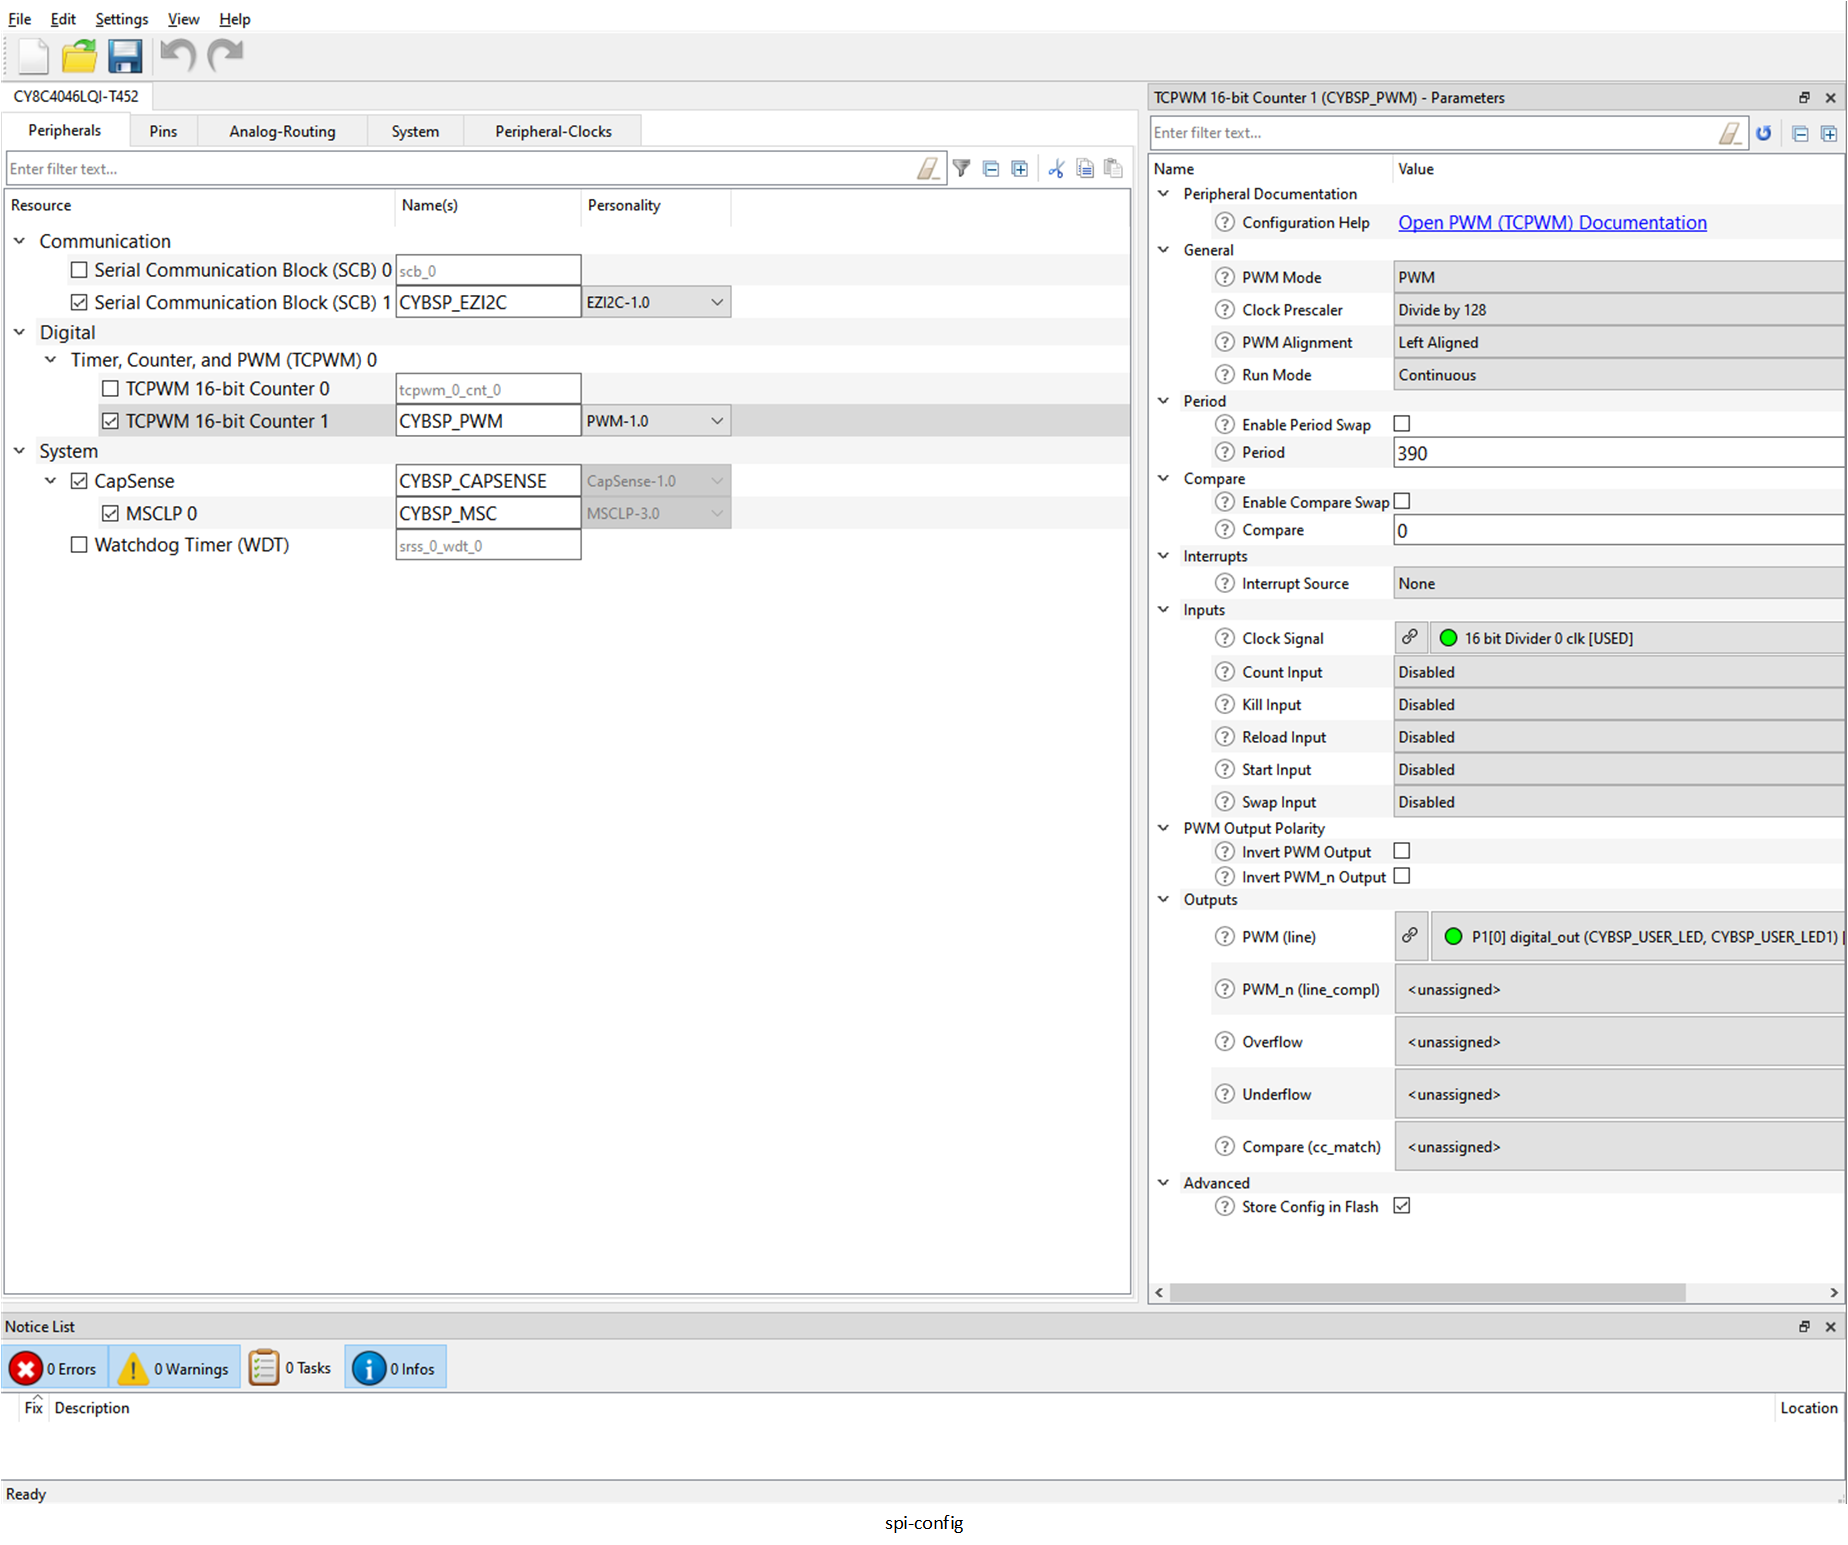 File Edit Settings View Help
CY8C4046LQI-T452
Peripherals Pins Analog-Routing System Peripheral-Clocks
Enter filter text...
Resource Name(s) Personality
Communication
Serial Communication Block (SCB) 0 scb_0
Serial Communication Block (SCB) 1 CYBSP_EZI2C EZI2C-1.0
Digital
Timer, Counter, and PWM (TCPWM) 0
TCPWM 16-bit Counter 0 tcpwm_0_cnt_0
TCPWM 16-bit Counter 1 CYBSP_PWM PWM-1.0
System
CapSense CYBSP_CAPSENSE CapSense-1.0
MSCLP 0 CYBSP_MSC MSCLP-3.0
Watchdog Timer (WDT) srss_0_wdt_0
TCPWM 16-bit Counter 1 (CYBSP_PWM) - Parameters
Enter filter text...
Name Value
Peripheral Documentation
Configuration Help Open PWM (TCPWM) Documentation
General
PWM Mode PWM
Clock Prescaler Divide by 128
PWM Alignment Left Aligned
Run Mode Continuous
Period
Enable Period Swap
Period 390
Compare
Enable Compare Swap
Compare 0
Interrupts
Interrupt Source None
Inputs
Clock Signal 16 bit Divider 0 clk [USED]
Count Input Disabled
Kill Input Disabled
Reload Input Disabled
Start Input Disabled
Swap Input Disabled
PWM Output Polarity
Invert PWM Output
Invert PWM_n Output
Outputs
PWM (line) P1[0] digital_out (CYBSP_USER_LED, CYBSP_USER_LED1) [
PWM_n (line_compl) <unassigned>
Overflow <unassigned>
Underflow <unassigned>
Compare (cc_match) <unassigned>
Advanced
Store Config in Flash
Notice List
0 Errors 0 Warnings 0 Tasks 0 Infos
Fix Description Location
Ready
spi-config